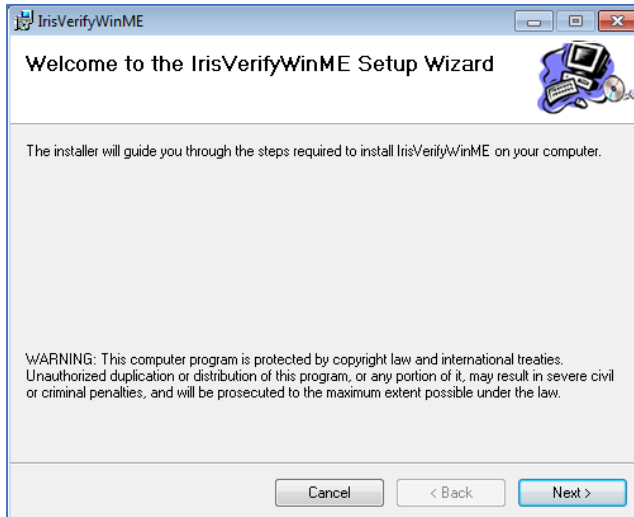 IrisVerifyWinME
Welcome to the IrisVerifyWinME Setup Wizard
The installer will guide you through the steps required to install IrisVerifyWinME on your computer.
WARNING: This computer program is protected by copyright law and international treaties.
Unauthorized duplication or distribution of this program, or any portion of it, may result in severe civil
or criminal penalties, and will be prosecuted to the maximum extent possible under the law.
Cancel
< Back
Next >